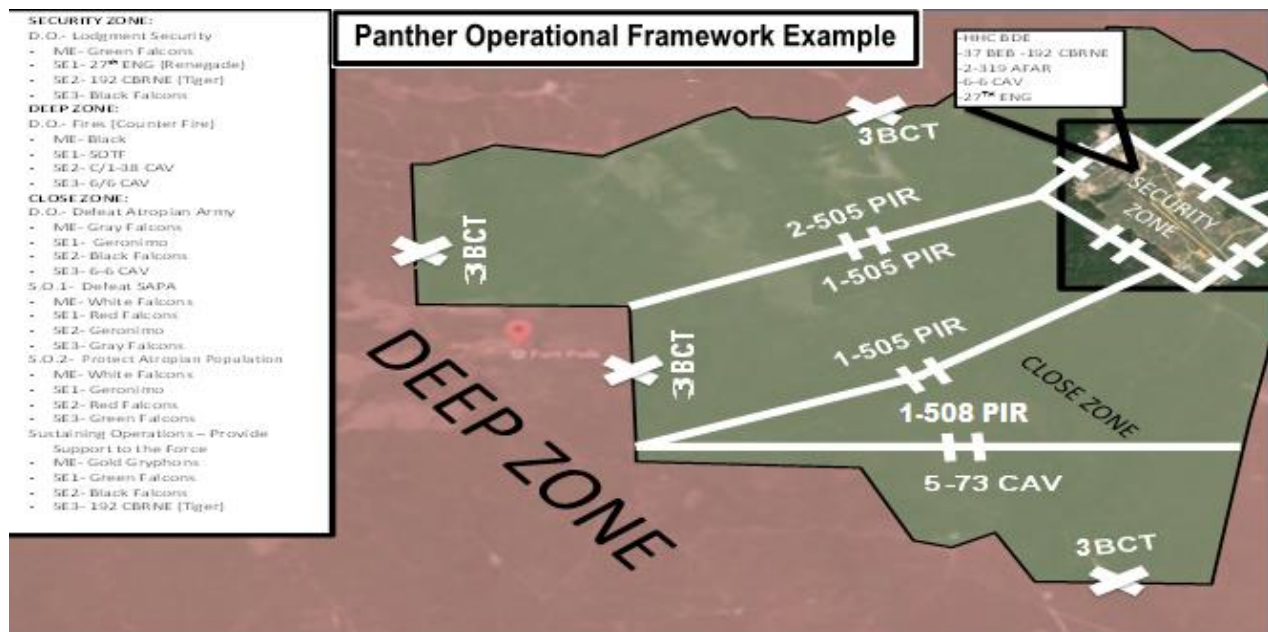 SECURITY ZONE:
D.O.- Lodgment Security
- ME- Green Falcons
- SE1- 27th ENG (Renegade)
- SE2- 192 CBRNE (Tiger)
- SE3- Black Falcons
DEEP ZONE:
D.O.- Fires (Counter Fire)
- ME- Black
- SE1- SOTF
- SE2- C/1-38 CAV
- SE3- 6/6 CAV
CLOSE ZONE:
D.O.- Defeat Atropian Army
- ME- Gray Falcons
- SE1- Geronimo
- SE2- Black Falcons
- SE3- 6-6 CAV
S.O.1- Defeat SAPA
- ME- White Falcons
- SE1- Red Falcons
- SE2- Geronimo
- SE3- Gray Falcons
S.O.2- Protect Atropian Population
- ME- White Falcons
- SE1- Geronimo
- SE2- Red Falcons
- SE3- Green Falcons
Sustaining Operations – Provide
Support to the Force
- ME- Gold Gryphons
- SE1- Green Falcons
- SE2- Black Falcons
- SE3- 192 CBRNE (Tiger)
Panther Operational Framework Example
-HHC BDE
-37 BEB -192 CBRNE
-2-319 AFAR
-6-6 CAV
-27TH ENG
3BCT
SECURITY
ZONE
2-505 PIR
1-505 PIR
3BCT
1-505 PIR
3BCT
1-508 PIR
CLOSE ZONE
DEEP ZONE
5-73 CAV
3BCT